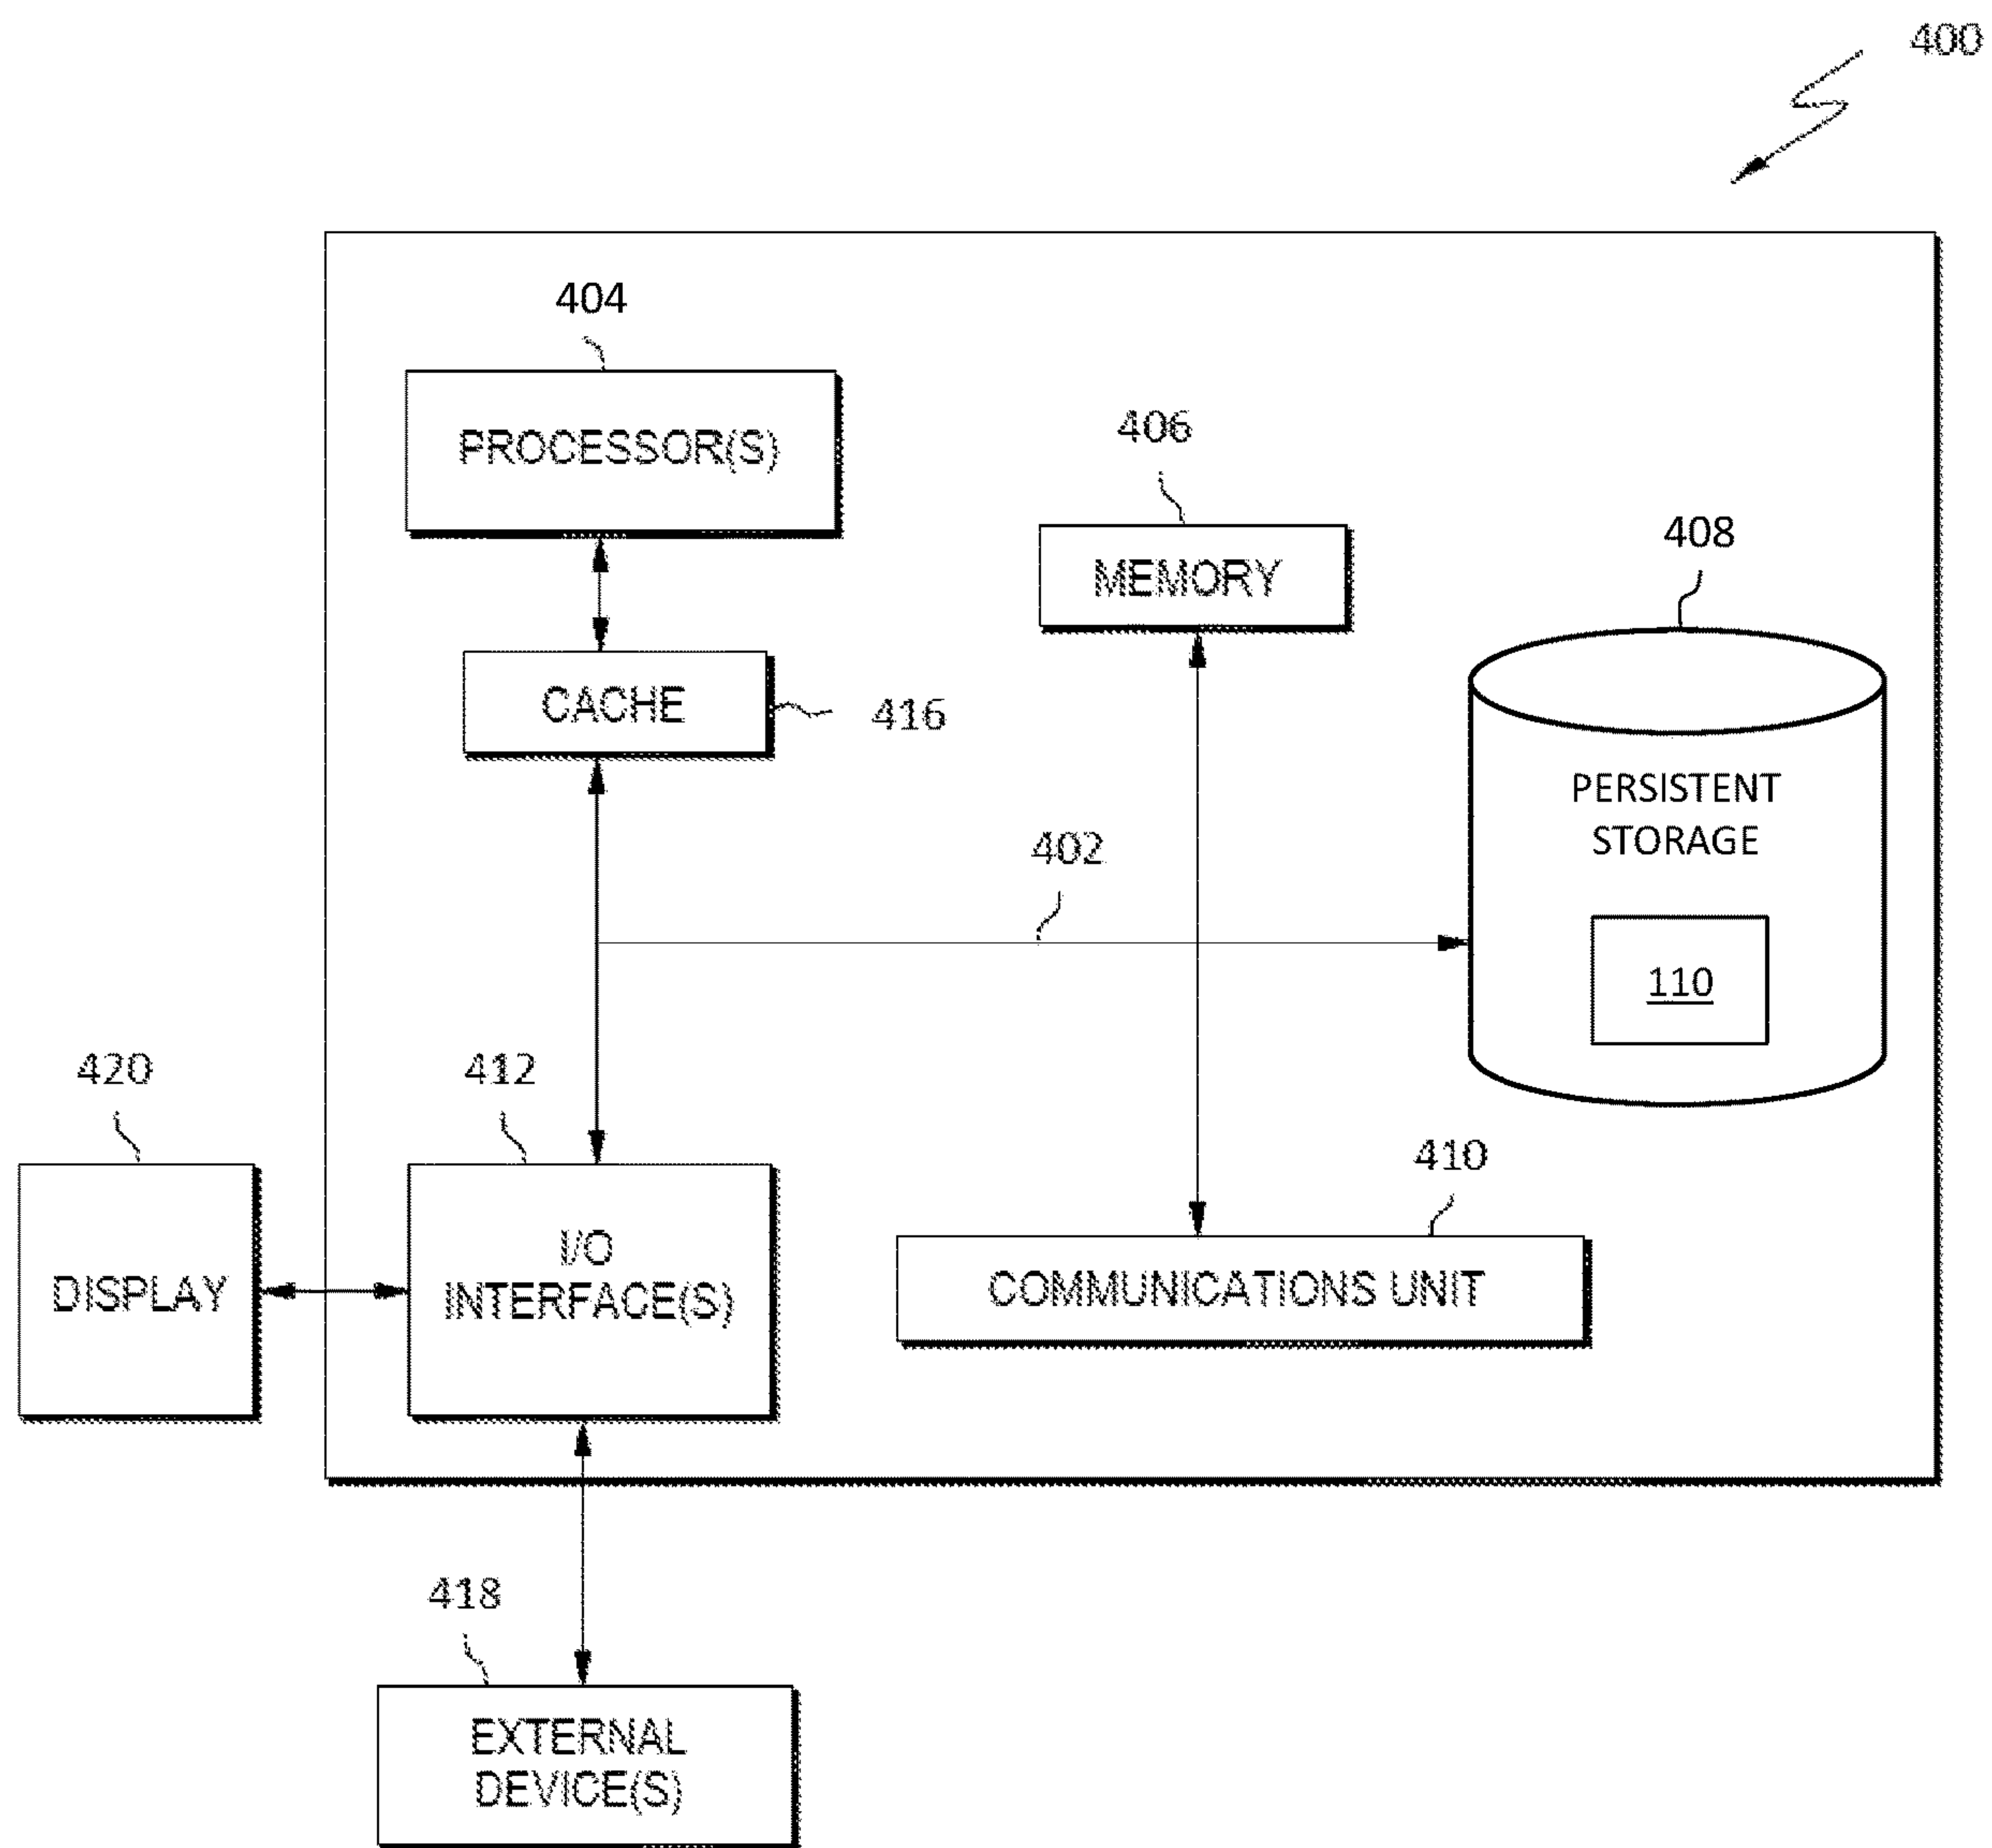 400
404
PROCESSOR(S)
406
MEMORY
408
CACHE
416
PERSISTENT
STORAGE
402
110
420
412
410
DISPLAY
I/O
INTERFACE(S)
COMMUNICATIONS UNIT
418
EXTERNAL
DEVICE(S)